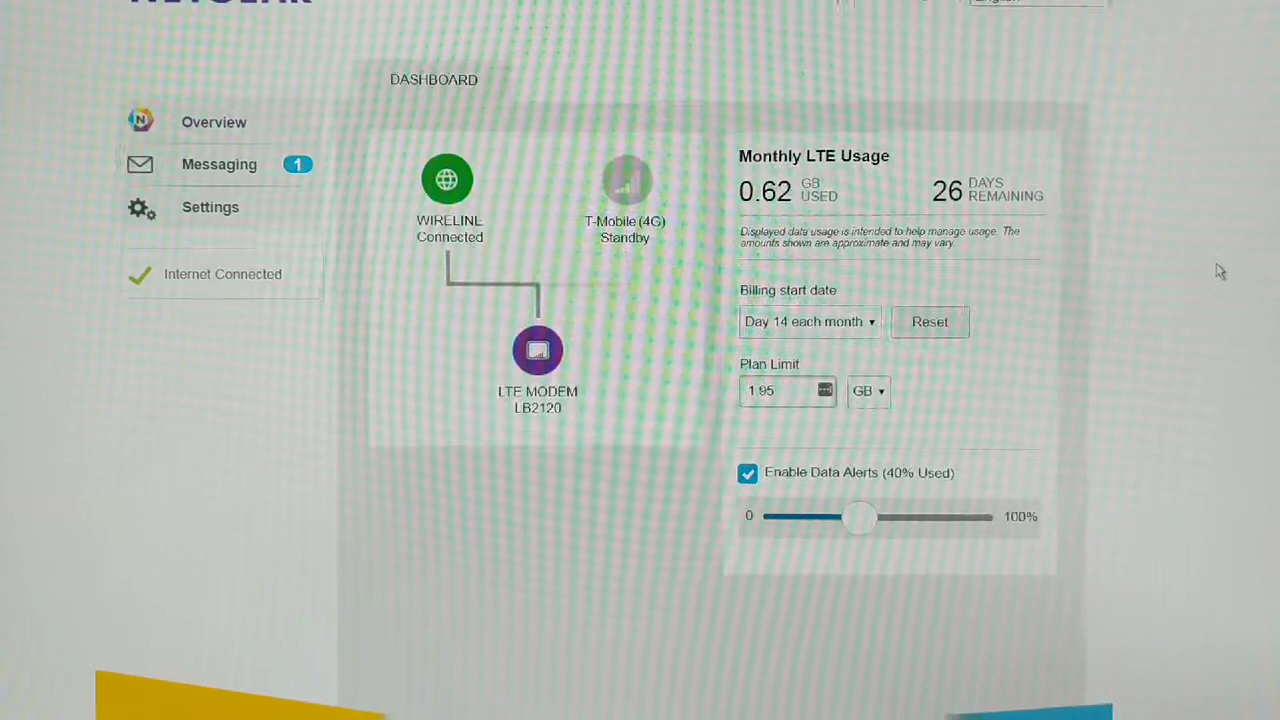 NETGEAR
English
DASHBOARD
Overview
Messaging 1
Settings
Internet Connected
WIRELINE
Connected
T-Mobile (4G)
Standby
LTE MODEM
LB2120
Monthly LTE Usage
0.62 GB USED
26 DAYS REMAINING
Displayed data usage is intended to help manage usage. The
amounts shown are approximate and may vary.
Billing start date
Day 14 each month
Reset
Plan Limit
1.95
GB
Enable Data Alerts (40% Used)
0
100%